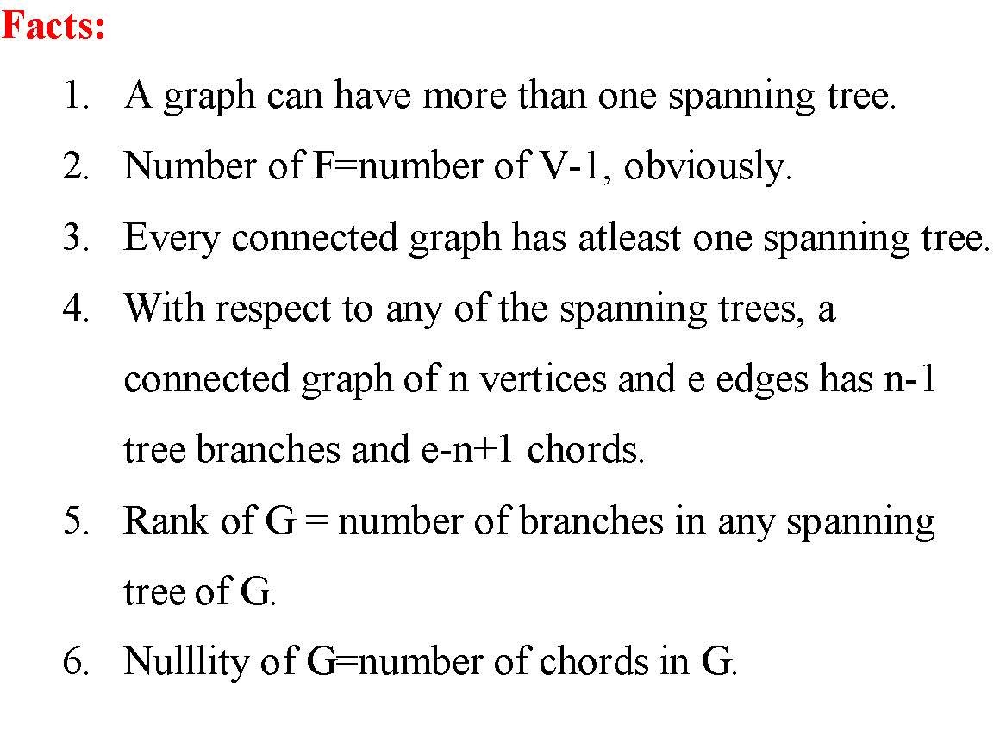 Facts:
1. A graph can have more than one spanning tree.
2. Number of F=number of V-1, obviously.
3. Every connected graph has atleast one spanning tree.
4. With respect to any of the spanning trees, a
connected graph of n vertices and e edges has n-1
tree branches and e-n+1 chords.
5. Rank of G = number of branches in any spanning
tree of G.
6. Nulllity of G=number of chords in G.